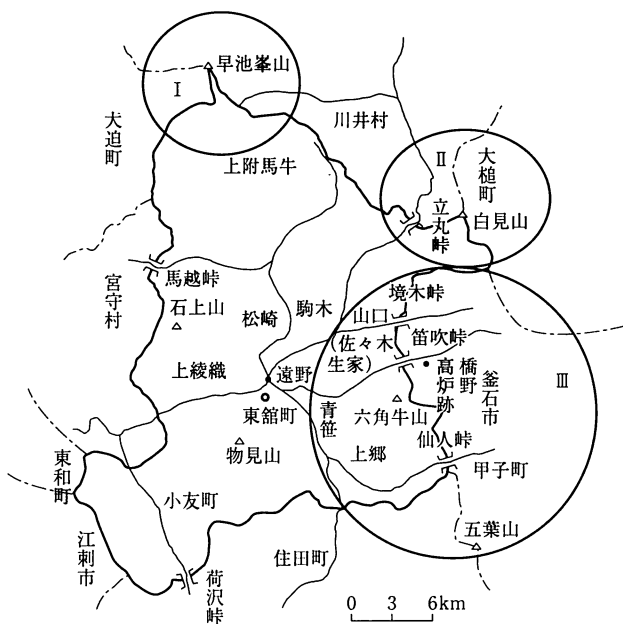 早池峯山
Ⅰ
大迫町
川井村
上附馬牛
Ⅱ
大槌町
立丸峠
白見山
宮守村
馬越峠
石上山
松崎
駒木
境木峠
山口
(佐々木生家)
笛吹峠
上綾織
遠野
高炉跡
橋野
釜石市
Ⅲ
東舘町
青笹
六角牛山
物見山
上郷
仙人峠
甲子町
東和町
小友町
江刺市
荷沢峠
住田町
五葉山
0 3 6km